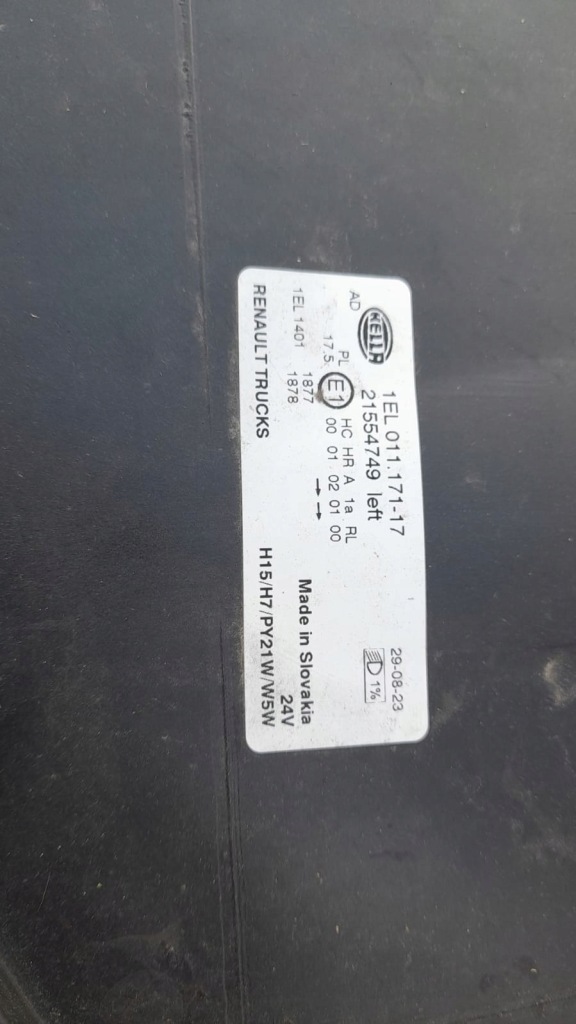 HELLA
1EL 011.171-17
29-08-23
21554749 left
1%
AD
PL HC HR A 1a RL
17.5. E1 00 01 02 01 00
→ →
1877
Made in Slovakia
1EL 1401 1878
24V
RENAULT TRUCKS
H15/H7/PY21W/W5W